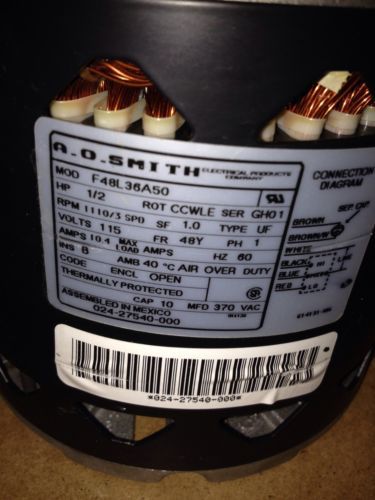 A.O.SMITH ELECTRICAL PRODUCTS COMPANY
MOD F48L36A50
HP 1/2 ROT CCWLE SER GH01
RPM 1110/3 SPD SF 1.0 TYPE UF
VOLTS 115 FR 48Y PH 1
AMPS 10.4 MAX LOAD AMPS HZ 60
INS B AMB 40 °C AIR OVER DUTY
CODE ENCL OPEN
THERMALLY PROTECTED
CAP 10 MFD 370 VAC
ASSEMBLED IN MEXICO
024-27540-000
CONNECTION DIAGRAM
BROWN
BROWN/W
WHITE
BLACK HI LINE
BLUE
RED LO
*024-27540-000*